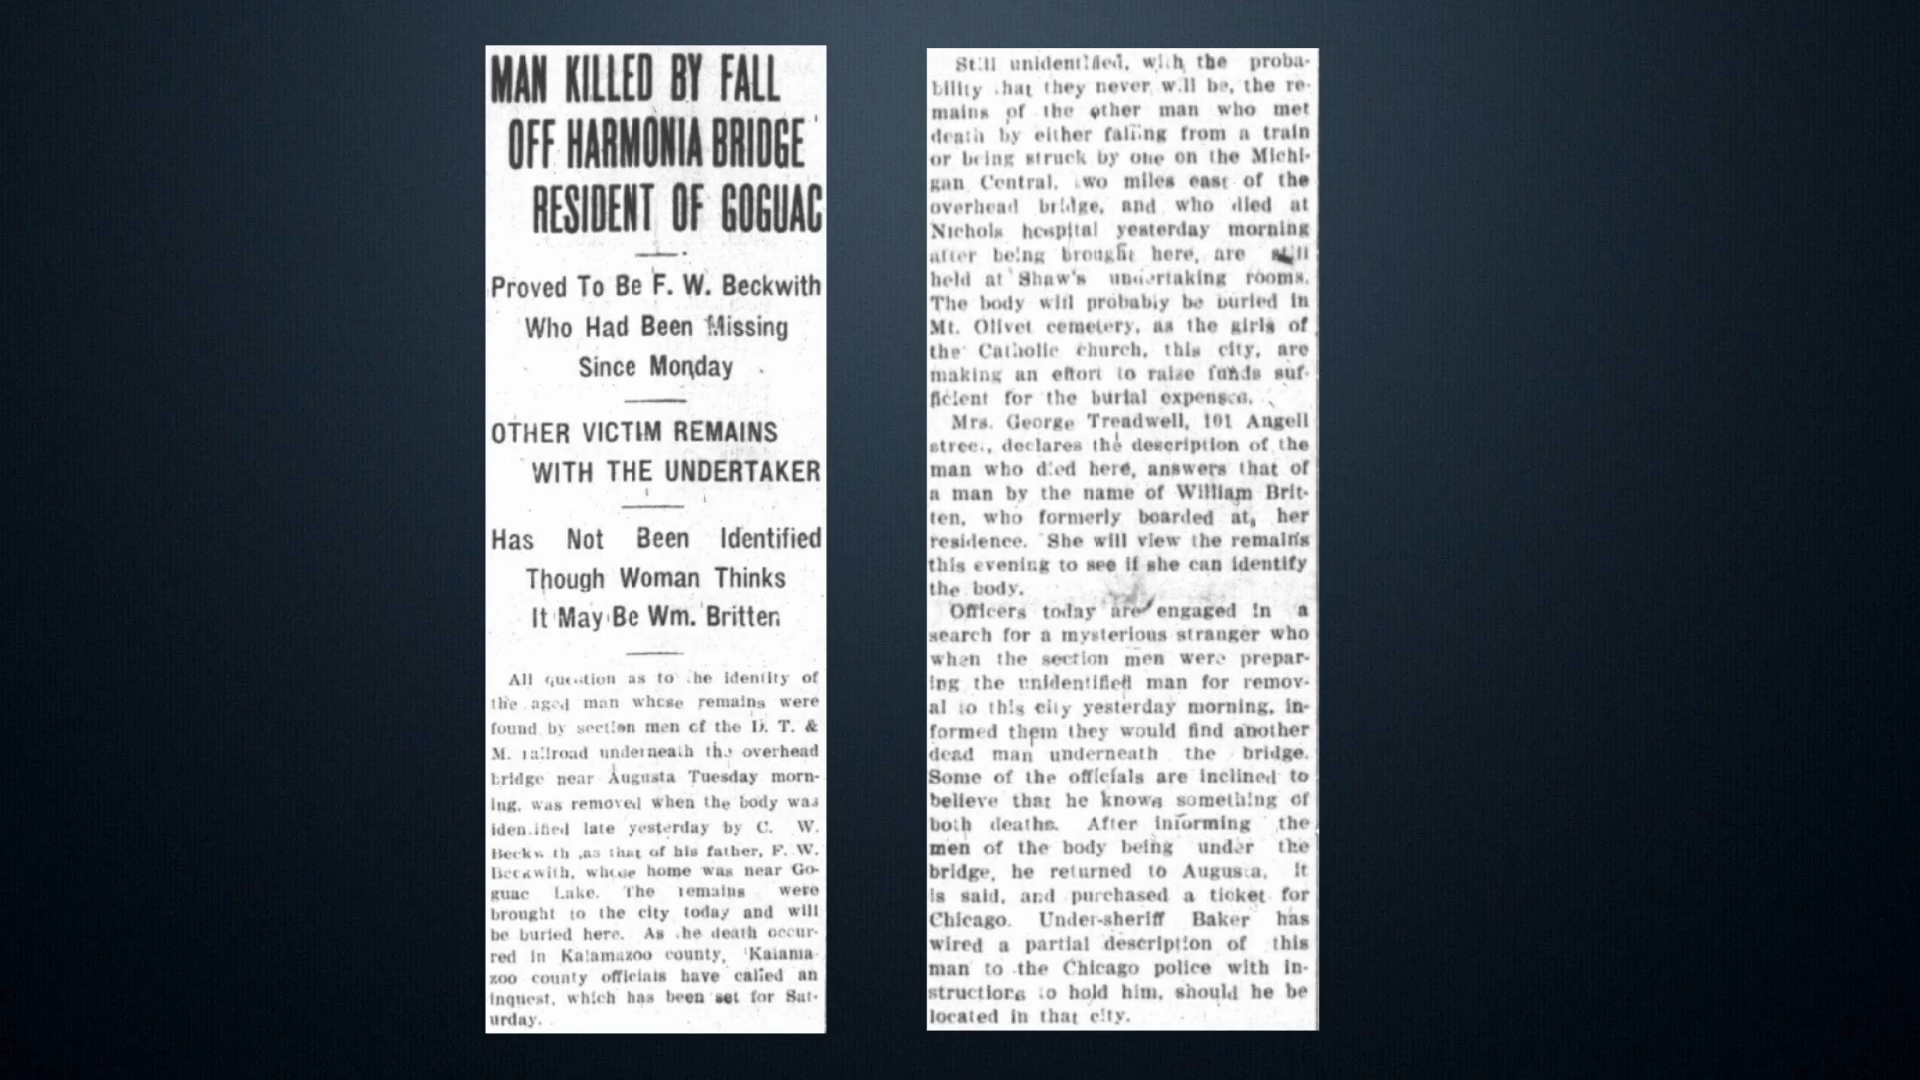 MAN KILLED BY FALL
OFF HARMONIA BRIDGE
RESIDENT OF GOGUAC
Proved To Be F. W. Beckwith
Who Had Been Missing
Since Monday
OTHER VICTIM REMAINS
WITH THE UNDERTAKER
Has Not Been Identified
Though Woman Thinks
It May Be Wm. Britten
All question as to the identity of
the aged man whose remains were
found by section men of the D. T. &
M. railroad underneath the overhead
bridge near Augusta Tuesday morn-
ing, was removed when the body was
identified late yesterday by C. W.
Beckwith as that of his father, F. W.
Beckwith, whose home was near Go-
guac Lake. The remains were
brought to the city today and will
be buried here. As the death occur-
red in Kalamazoo county, Kalama-
zoo county officials have called an
inquest, which has been set for Sat-
urday.
Still unidentified, with the proba-
bility that they never will be, the re-
mains of the other man who met
death by either falling from a train
or being struck by one on the Michi-
gan Central, two miles east of the
overhead bridge, and who died at
Nichols hospital yesterday morning
after being brought here, are still
held at Shaw's undertaking rooms.
The body will probably be buried in
Mt. Olivet cemetery, as the girls of
the Catholic church, this city, are
making an effort to raise funds suf-
ficient for the burial expenses.
Mrs. George Treadwell, 101 Angell
street, declares the description of the
man who died here, answers that of
a man by the name of William Brit-
ten, who formerly boarded at her
residence. She will view the remains
this evening to see if she can identify
the body.
Officers today are engaged in a
search for a mysterious stranger who
when the section men were prepar-
ing the unidentified man for remov-
al to this city yesterday morning, in-
formed them they would find another
dead man underneath the bridge.
Some of the officials are inclined to
believe that he knows something of
both deaths. After informing the
men of the body being under the
bridge, he returned to Augusta, it
is said, and purchased a ticket for
Chicago. Under-sheriff Baker has
wired a partial description of this
man to the Chicago police with in-
structions to hold him, should he be
located in that city.